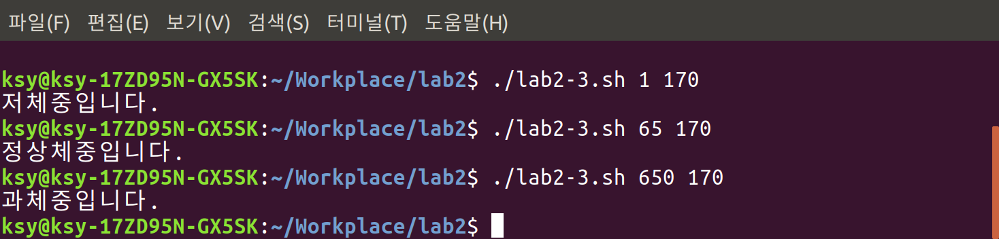 파일(F) 편집(E) 보기(V) 검색(S) 터미널(T) 도움말(H)
ksy@ksy-17ZD95N-GX5SK:~/Workplace/lab2$ ./lab2-3.sh 1 170
저체중입니다.
ksy@ksy-17ZD95N-GX5SK:~/Workplace/lab2$ ./lab2-3.sh 65 170
정상체중입니다.
ksy@ksy-17ZD95N-GX5SK:~/Workplace/lab2$ ./lab2-3.sh 650 170
과체중입니다.
ksy@ksy-17ZD95N-GX5SK:~/Workplace/lab2$